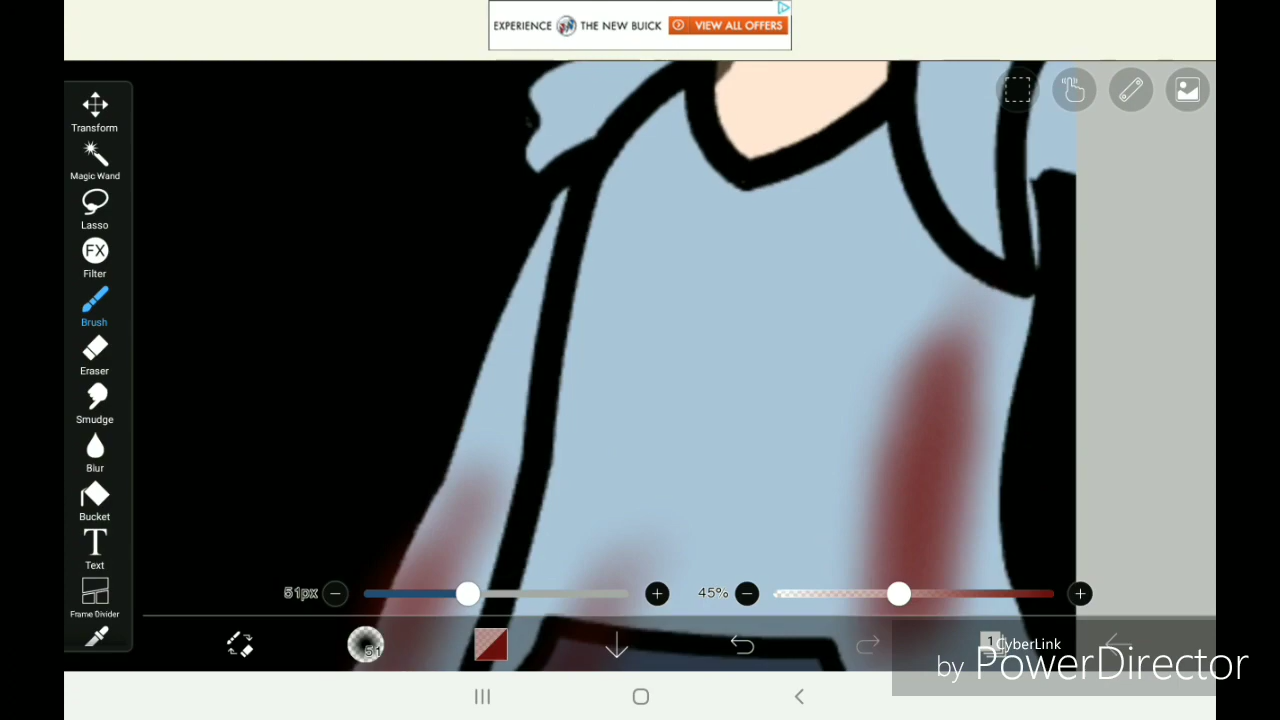 EXPERIENCE THE NEW BUICK VIEW ALL OFFERS
Transform
Magic Wand
Lasso
FX
Filter
Brush
Eraser
Smudge
Blur
Bucket
T
Text
Frame Divider
51px
45%
51
1
CyberLink
by PowerDirector